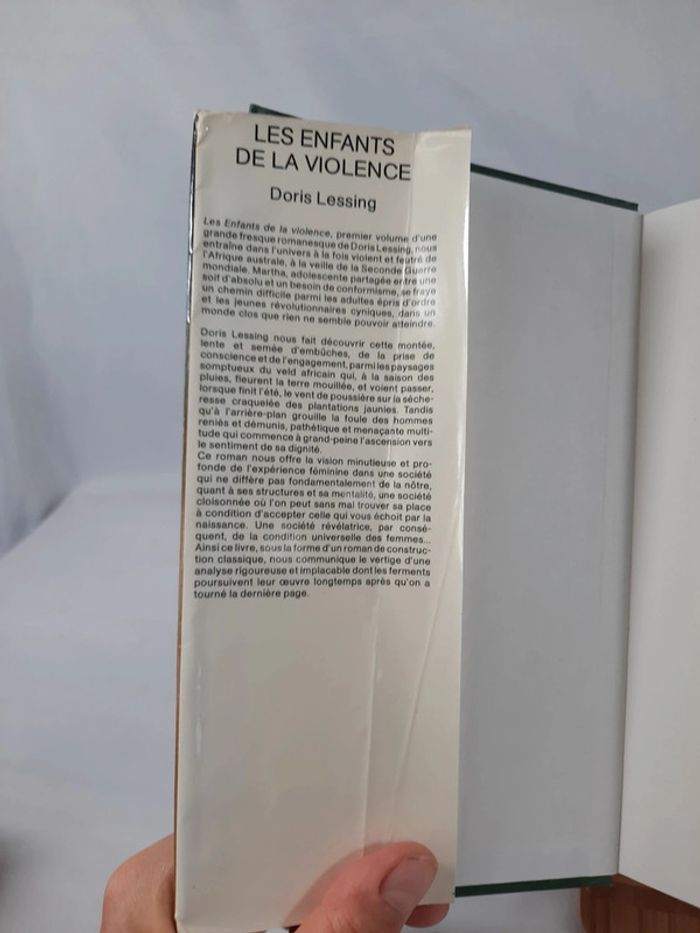 LES ENFANTS
DE LA VIOLENCE
Doris Lessing
Les Enfants de la violence, premier volume d'une
grande fresque romanesque de Doris Lessing, nous
entraîne dans l'univers à la fois violent et feutré de
l'Afrique australe, à la veille de la Seconde Guerre
mondiale. Martha, adolescente partagée entre une
soif d'absolu et un besoin de conformisme, se fraye
un chemin difficile parmi les adultes épris d'ordre
et les jeunes révolutionnaires cyniques, dans un
monde clos que rien ne semble pouvoir atteindre.
Doris Lessing nous fait découvrir cette montée,
lente et semée d'embûches, de la prise de
conscience et de l'engagement, parmi les paysages
somptueux du veld africain qui, à la saison des
pluies, fleurent la terre mouillée, et voient passer,
lorsque finit l'été, le vent de poussière sur la séche-
resse craquelée des plantations jaunies. Tandis
qu'à l'arrière-plan grouille la foule des hommes
reniés et démunis, pathétique et menaçante multi-
tude qui commence à grand-peine l'ascension vers
le sentiment de sa dignité.
Ce roman nous offre la vision minutieuse et pro-
fonde de l'expérience féminine dans une société
qui ne diffère pas fondamentalement de la nôtre,
quant à ses structures et sa mentalité, une société
cloisonnée où l'on peut sans mal trouver sa place
à condition d'accepter celle qui vous échoit par la
naissance. Une société révélatrice, par consé-
quent, de la condition universelle des femmes...
Ainsi ce livre, sous la forme d'un roman de construc-
tion classique, nous communique le vertige d'une
analyse rigoureuse et implacable dont les ferments
poursuivent leur œuvre longtemps après qu'on a
tourné la dernière page.